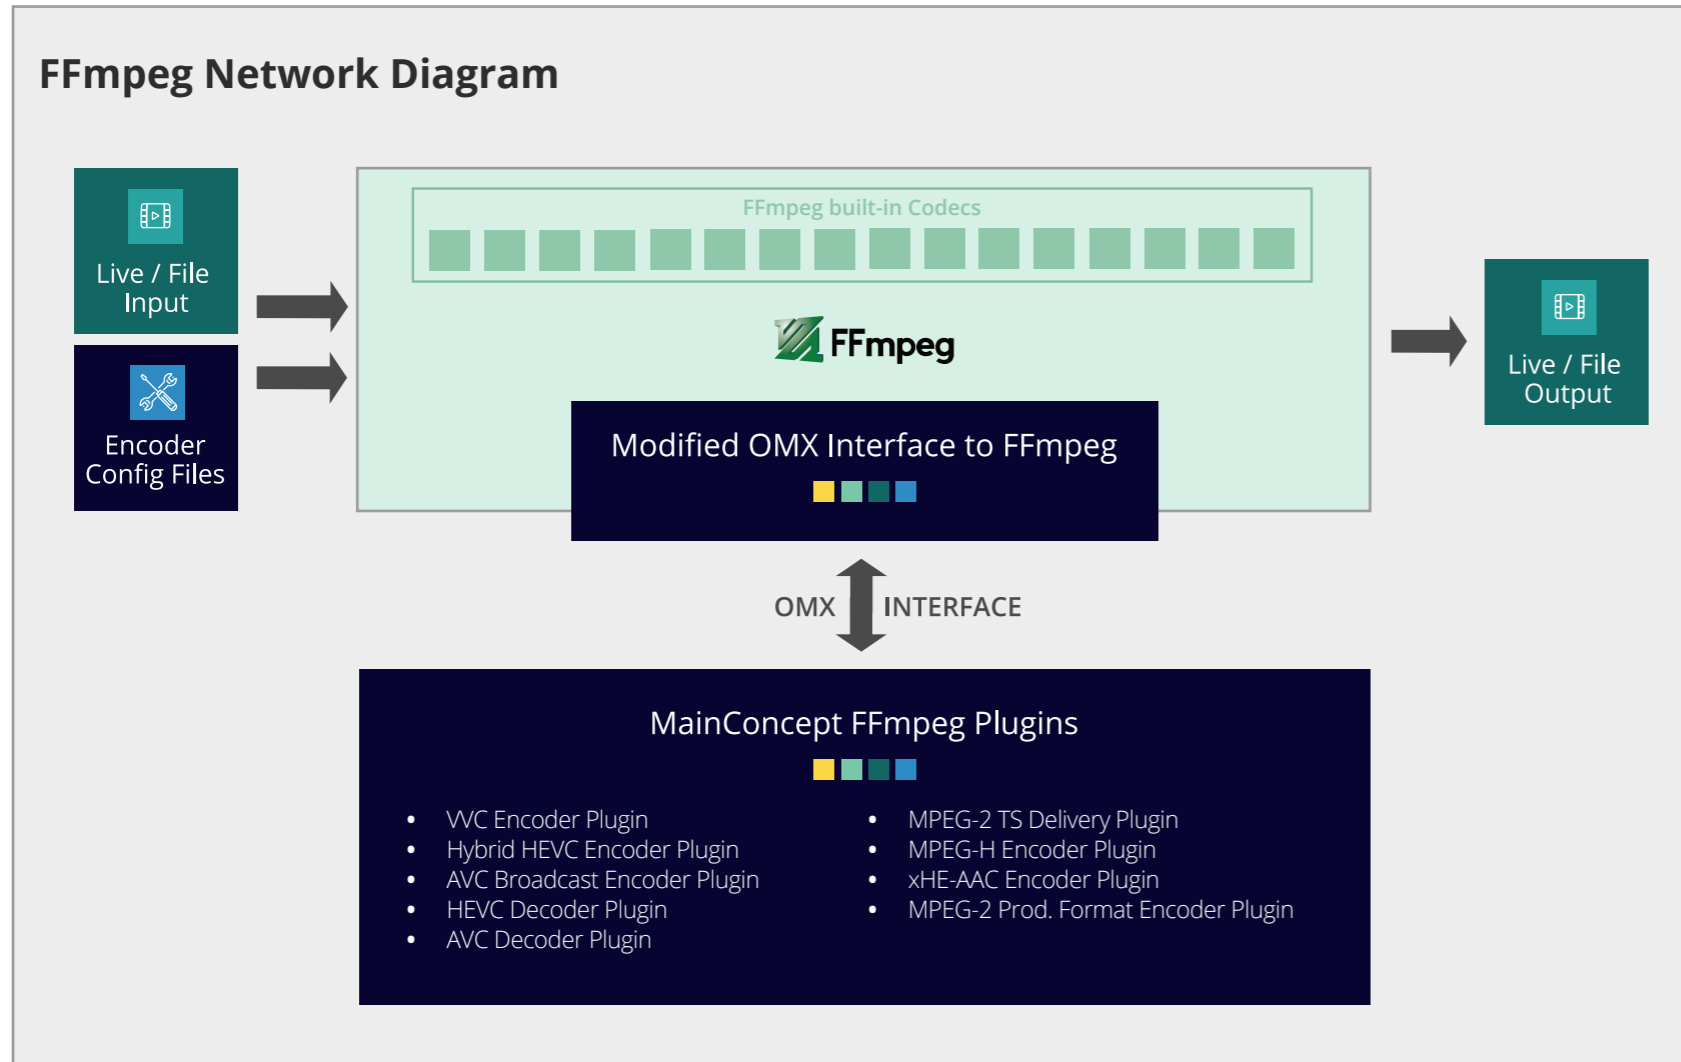 FFmpeg Network Diagram
Live / File
Input
Encoder
Config Files
FFmpeg built-in Codecs
FFmpeg
Modified OMX Interface to FFmpeg
OMX INTERFACE
MainConcept FFmpeg Plugins
• VVC Encoder Plugin
• Hybrid HEVC Encoder Plugin
• AVC Broadcast Encoder Plugin
• HEVC Decoder Plugin
• AVC Decoder Plugin
• MPEG-2 TS Delivery Plugin
• MPEG-H Encoder Plugin
• xHE-AAC Encoder Plugin
• MPEG-2 Prod. Format Encoder Plugin
Live / File
Output